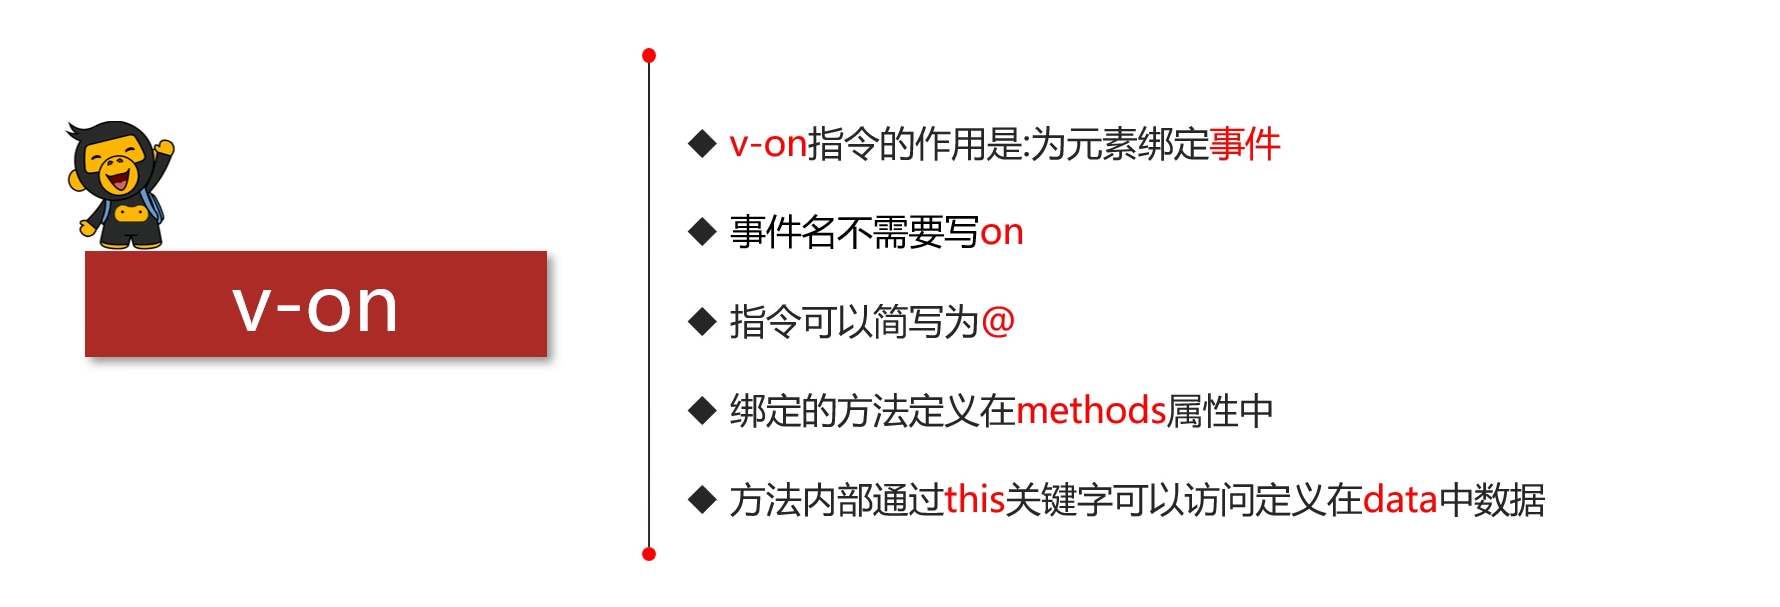 v-on
v-on指令的作用是:为元素绑定事件
事件名不需要写on
指令可以简写为@
绑定的方法定义在methods属性中
方法内部通过this关键字可以访问定义在data中数据